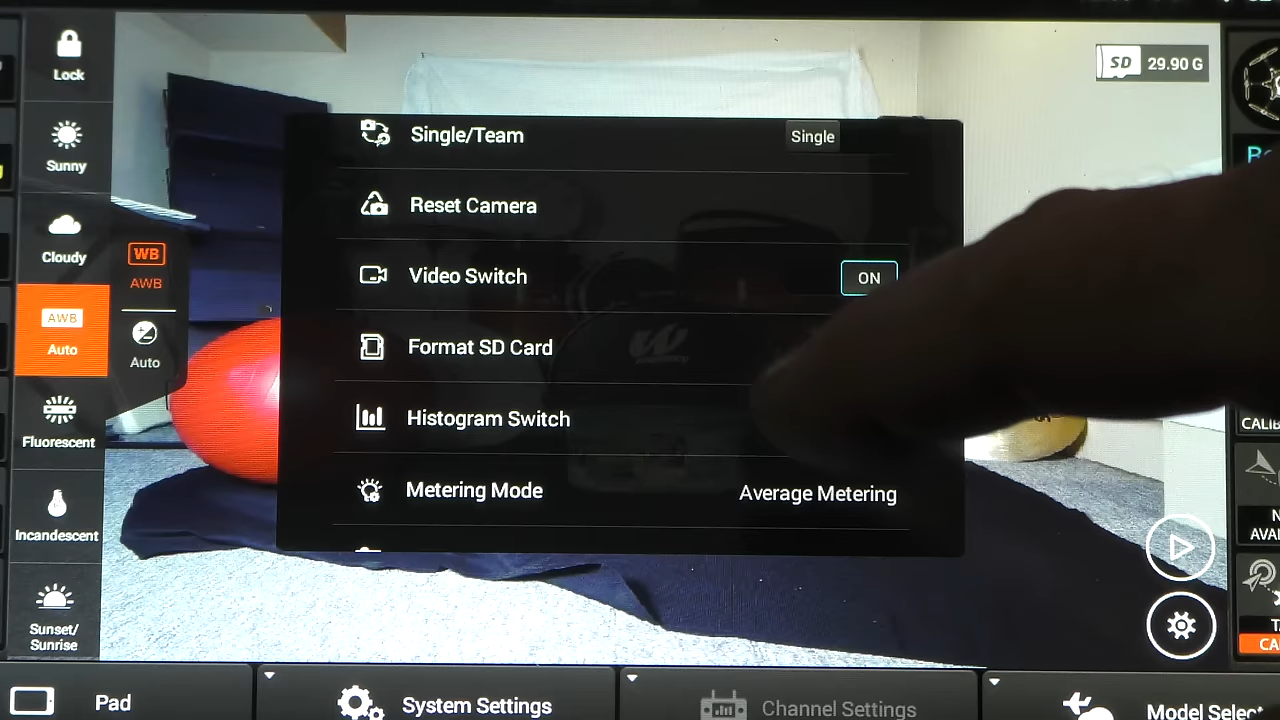 Lock
Sunny
Cloudy
AWB
Auto
Fluorescent
Incandescent
Sunset/
Sunrise
WB
AWB
Auto
SD 29.90 G
Single/Team Single
Reset Camera
Video Switch ON
Format SD Card
Histogram Switch
Metering Mode Average Metering
Pad
System Settings
Channel Settings
Model Selec